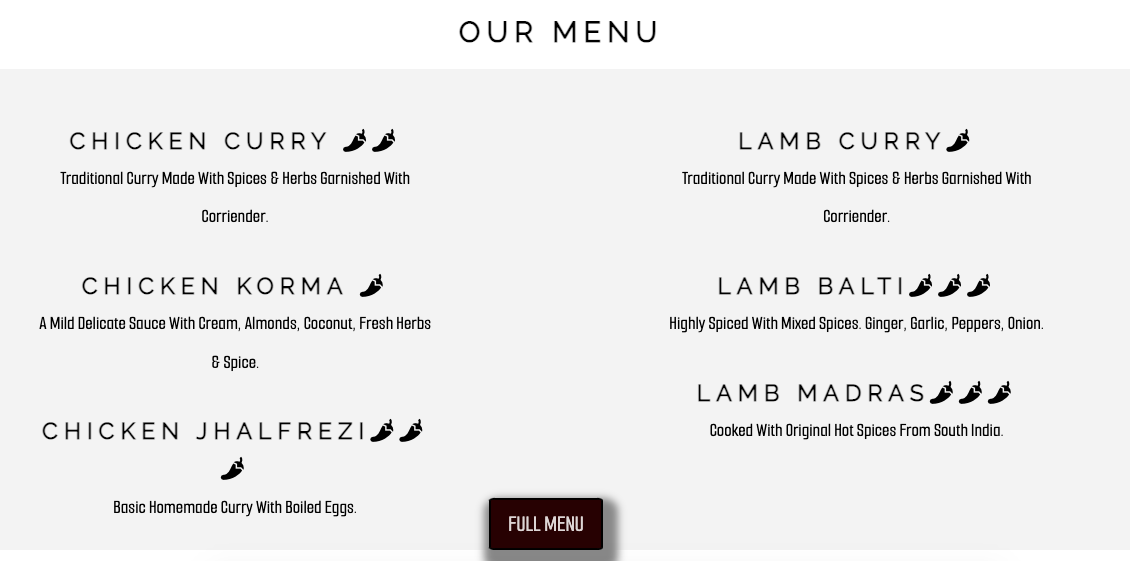 OUR MENU
CHICKEN CURRY
Traditional Curry Made With Spices & Herbs Garnished With
Corriender.
CHICKEN KORMA
A Mild Delicate Sauce With Cream, Almonds, Coconut, Fresh Herbs
& Spice.
CHICKEN JHALFREZI
Basic Homemade Curry With Boiled Eggs.
LAMB CURRY
Traditional Curry Made With Spices & Herbs Garnished With
Corriender.
LAMB BALTI
Highly Spiced With Mixed Spices. Ginger, Garlic, Peppers, Onion.
LAMB MADRAS
Cooked With Original Hot Spices From South India.
FULL MENU